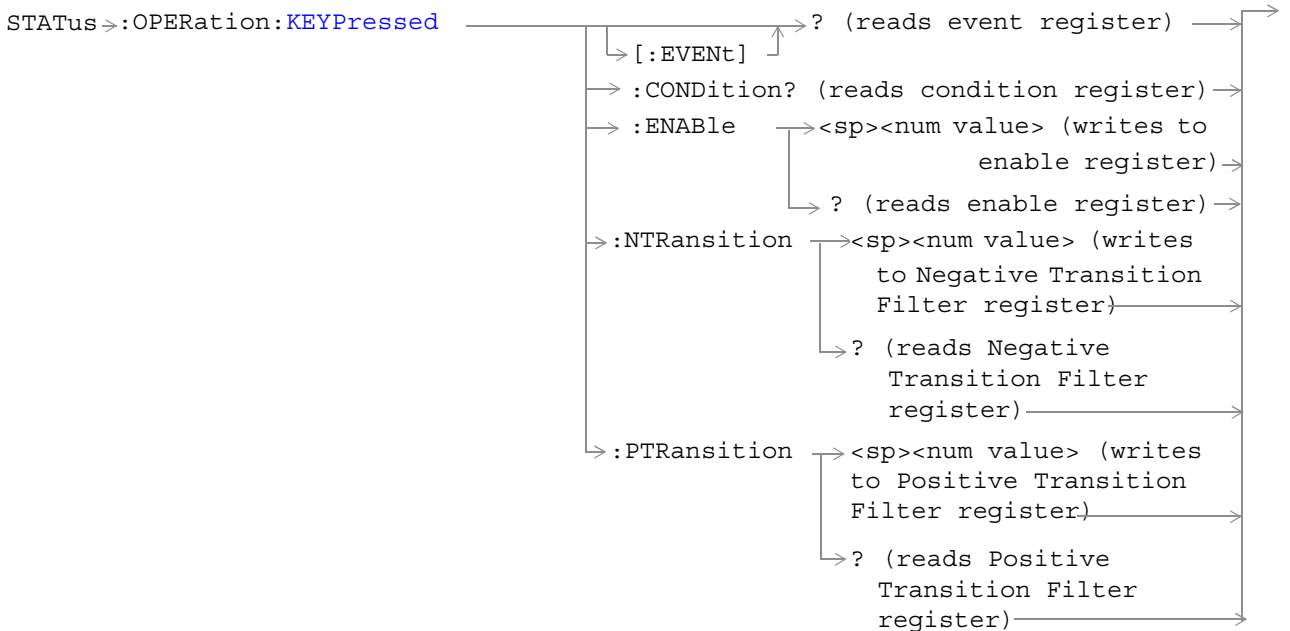 STATus :OPERation:KEYPressed ? (reads event register)
[:EVENt]
:CONDition? (reads condition register)
:ENABle <sp><num value> (writes to
enable register)
? (reads enable register)
:NTRansition <sp><num value> (writes
to Negative Transition
Filter register)
? (reads Negative
Transition Filter
register)
:PTRansition <sp><num value> (writes
to Positive Transition
Filter register)
? (reads Positive
Transition Filter
register)